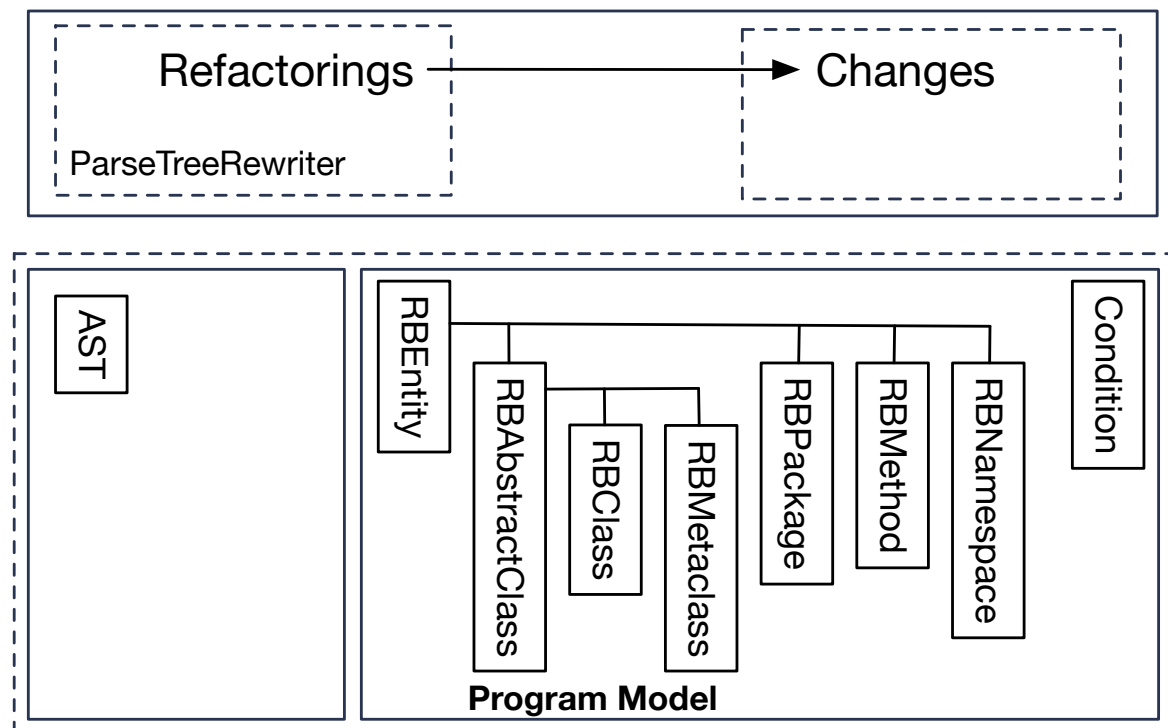 Refactorings
Changes
ParseTreeRewriter
AST
RBEntity
RBAbstractClass
RBClass
RBMetaclass
RBPackage
RBMethod
RBNamespace
Condition
Program Model